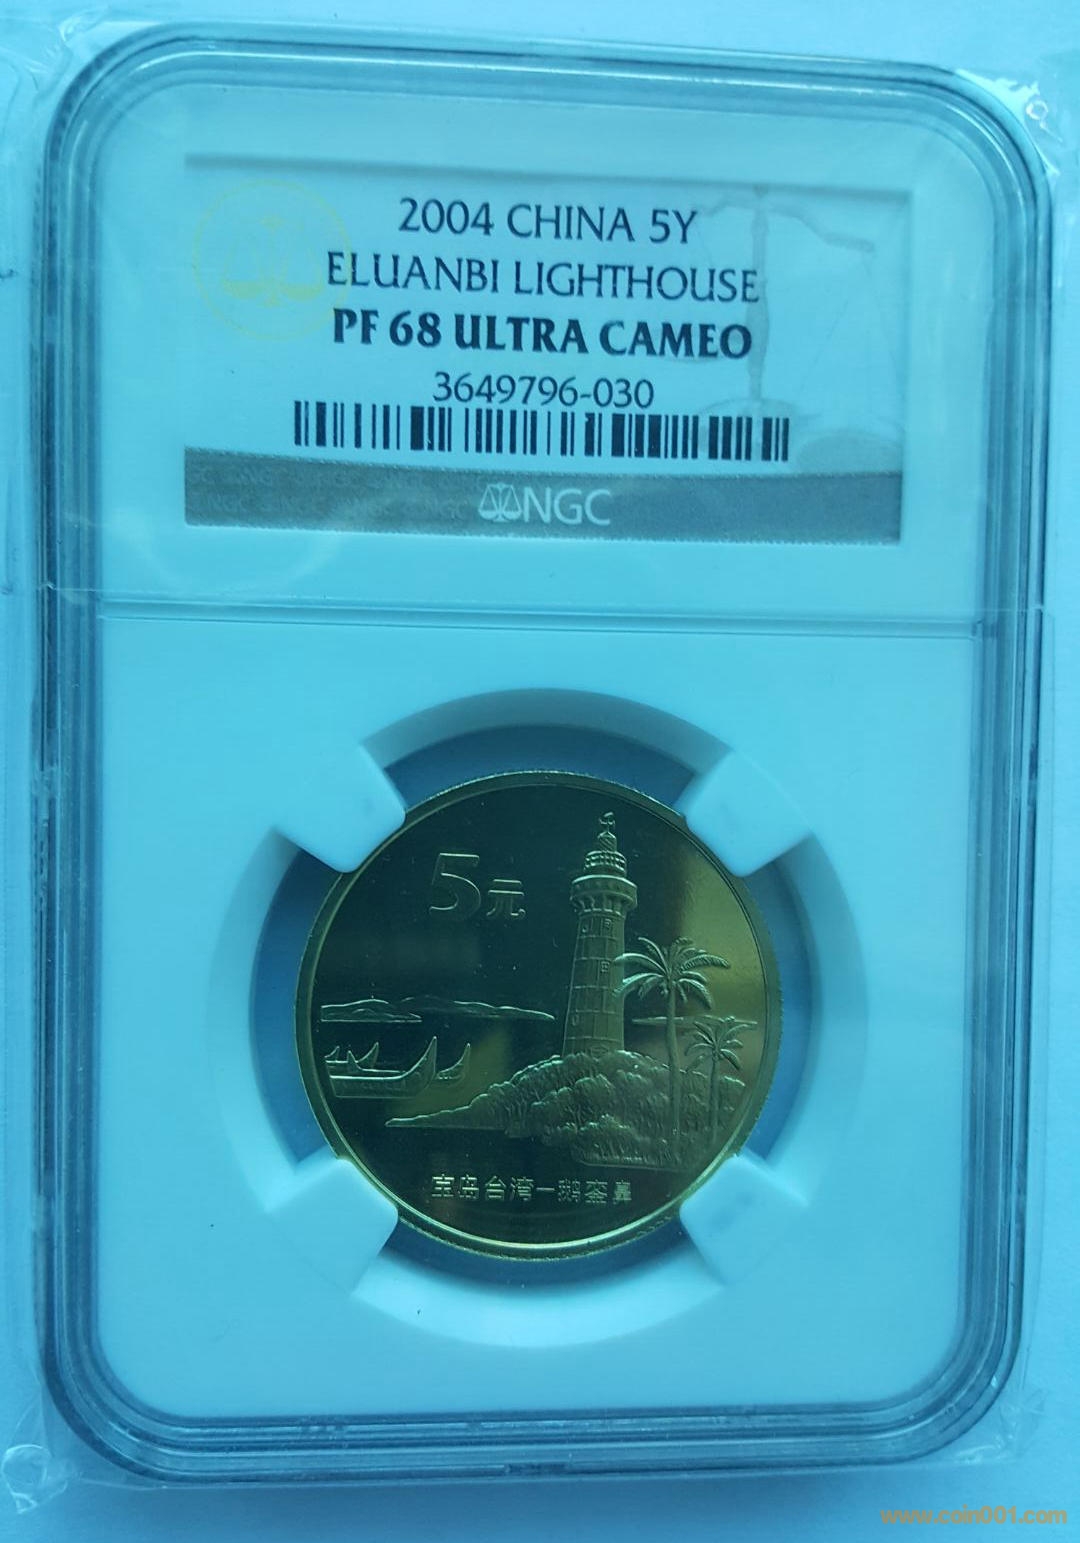 2004 CHINA 5Y
ELUANBI LIGHTHOUSE
PF 68 ULTRA CAMEO
3649796-030
NGC
5元
宝岛台湾—鹅銮鼻
www.coin001.com